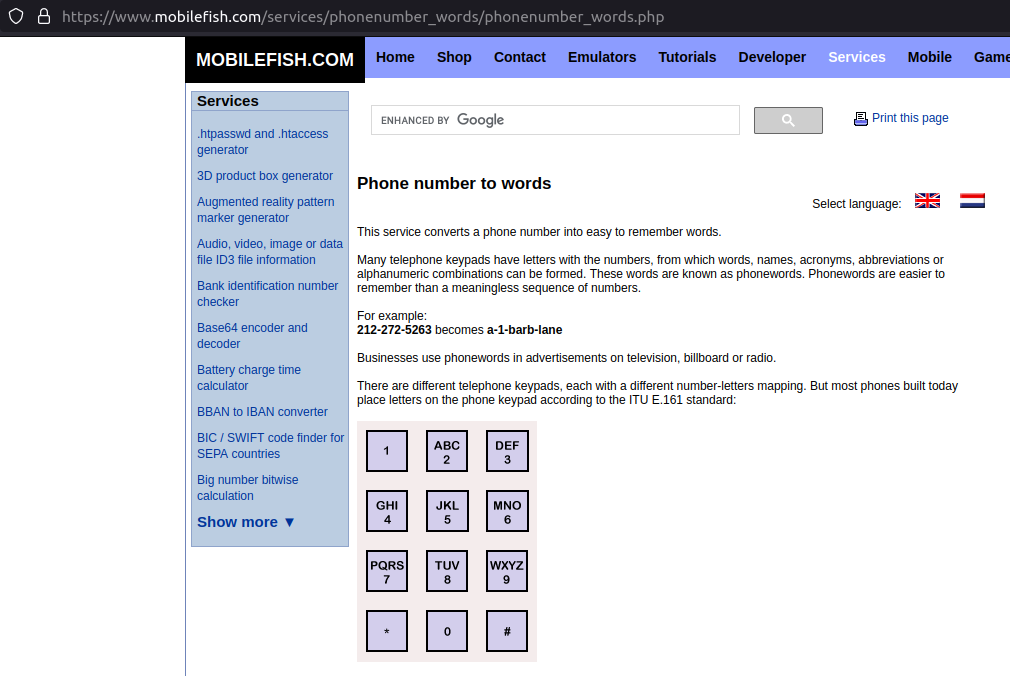 https://www.mobilefish.com/services/phonenumber_words/phonenumber_words.php
MOBILEFISH.COM Home Shop Contact Emulators Tutorials Developer Services Mobile Game
Services
.htpasswd and .htaccess
generator
3D product box generator
Augmented reality pattern
marker generator
Audio, video, image or data
file ID3 file information
Bank identification number
checker
Base64 encoder and
decoder
Battery charge time
calculator
BBAN to IBAN converter
BIC / SWIFT code finder for
SEPA countries
Big number bitwise
calculation
Show more ▼
ENHANCED BY Google
Print this page
Phone number to words
Select language:
This service converts a phone number into easy to remember words.
Many telephone keypads have letters with the numbers, from which words, names, acronyms, abbreviations or
alphanumeric combinations can be formed. These words are known as phonewords. Phonewords are easier to
remember than a meaningless sequence of numbers.
For example:
212-272-5263 becomes a-1-barb-lane
Businesses use phonewords in advertisements on television, billboard or radio.
There are different telephone keypads, each with a different number-letters mapping. But most phones built today
place letters on the phone keypad according to the ITU E.161 standard:
1 ABC DEF
2 3
GHI JKL MNO
4 5 6
PQRS TUV WXYZ
7 8 9
* 0 #